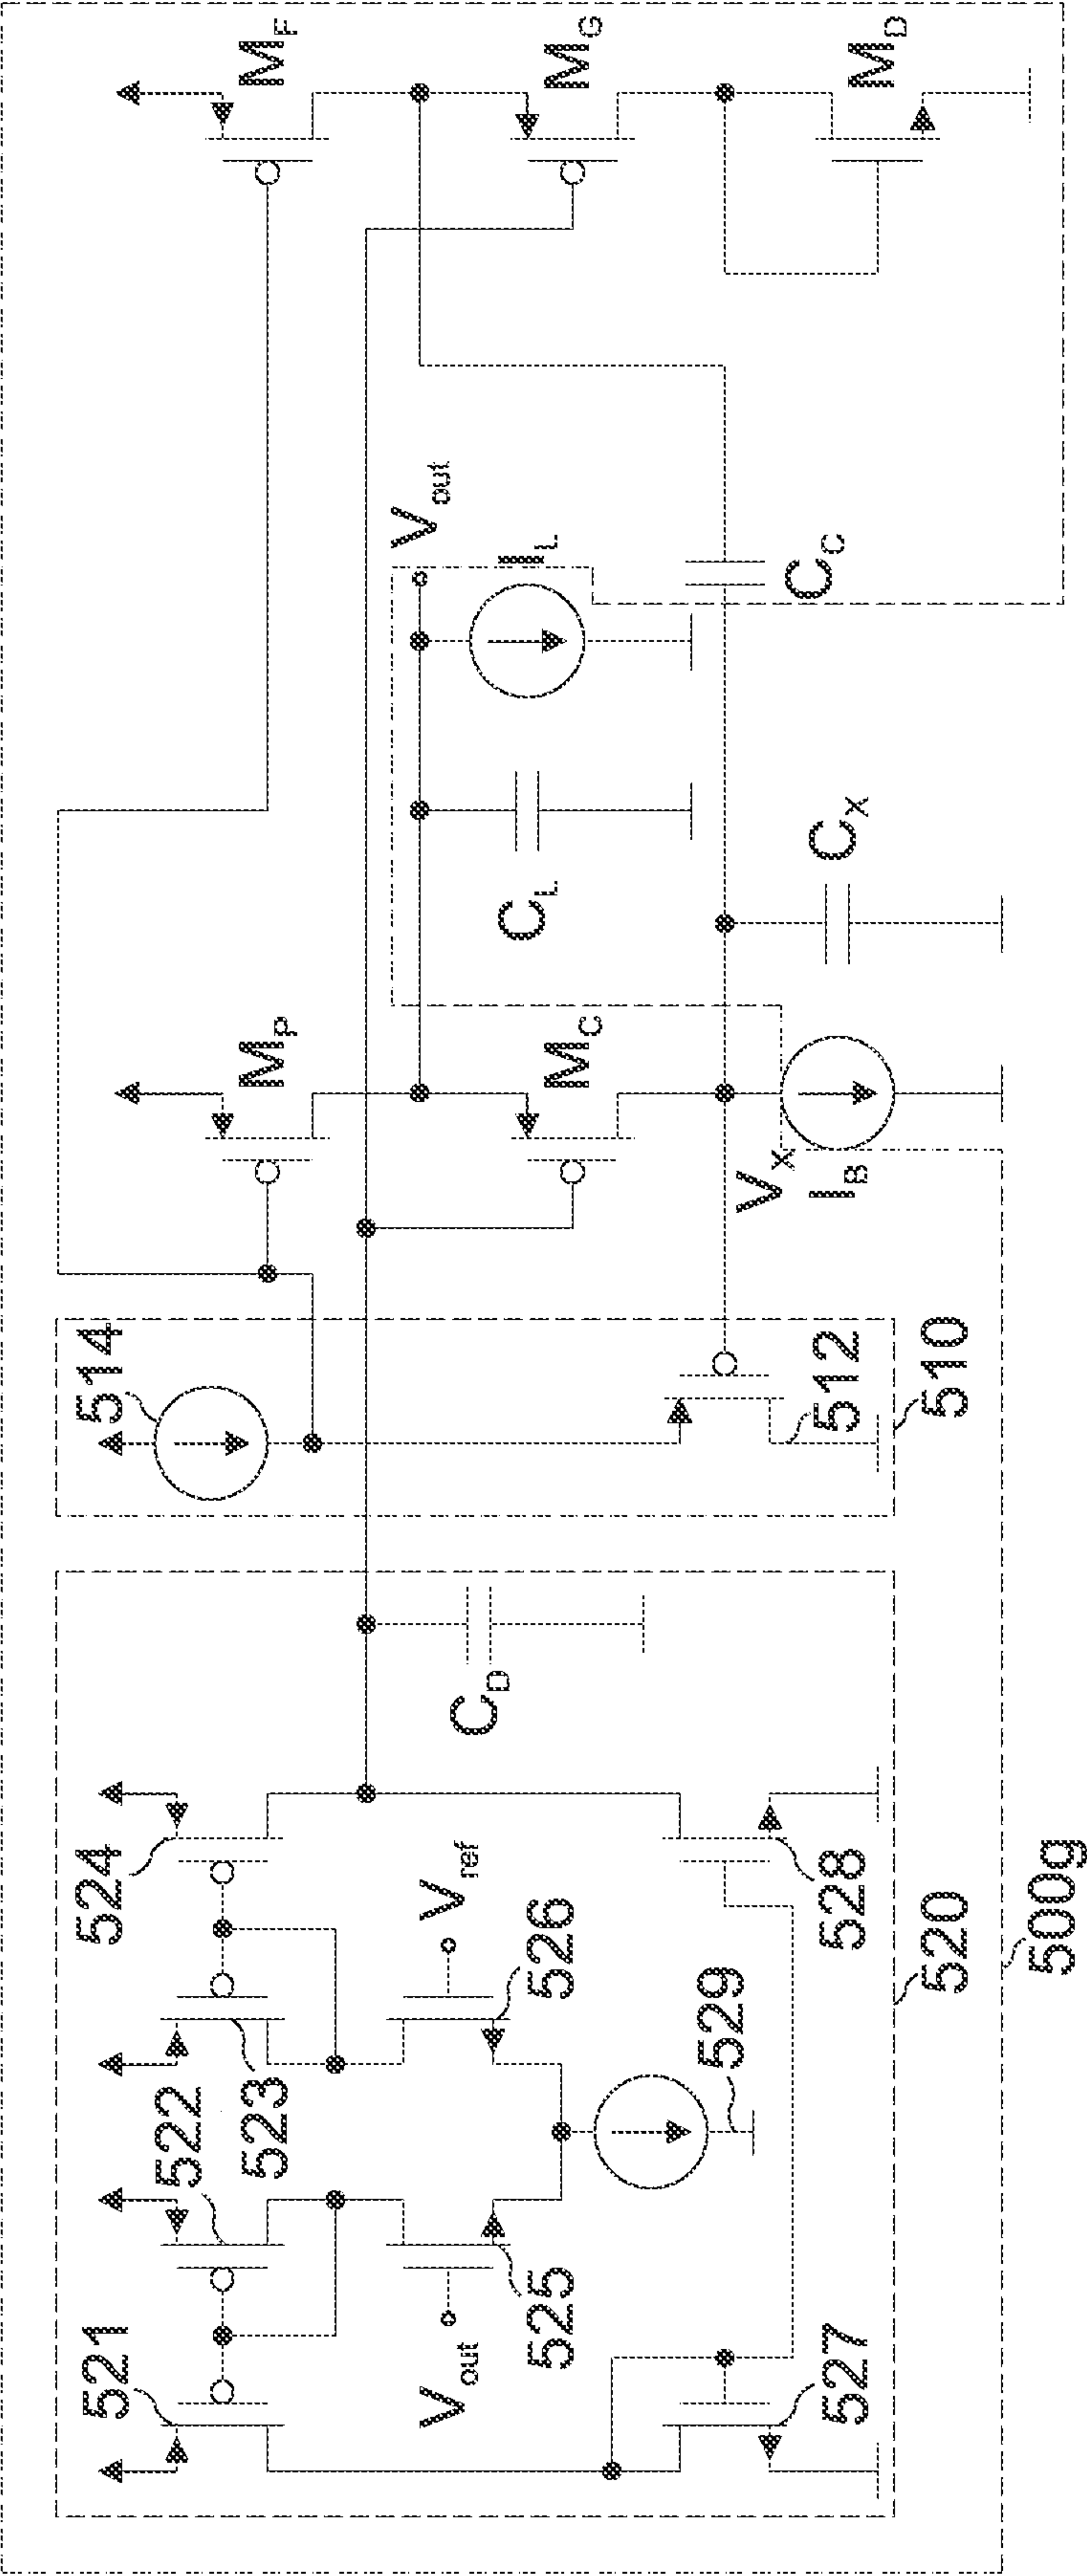 521
522
523
524
514
M_P
M_F
V_out
525
V_ref
526
529
C_D
C_L
I_L
V_out
M_C
M_G
527
528
512
V_X
I_B
C_X
C_C
M_D
520
510
500g